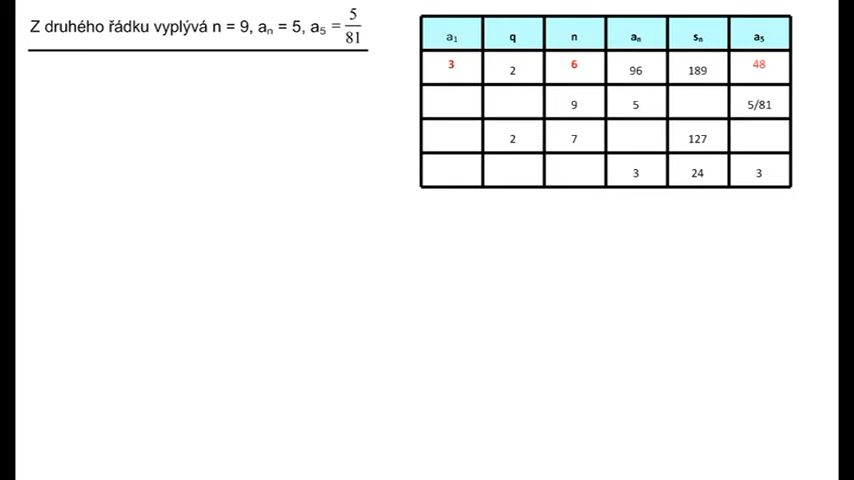 Z druhého řádku vyplývá n = 9, aₙ = 5, a₅ = 5/81
a₁ q n aₙ sₙ a₅
3 2 6 96 189 48
9 5 5/81
2 7 127
3 24 3